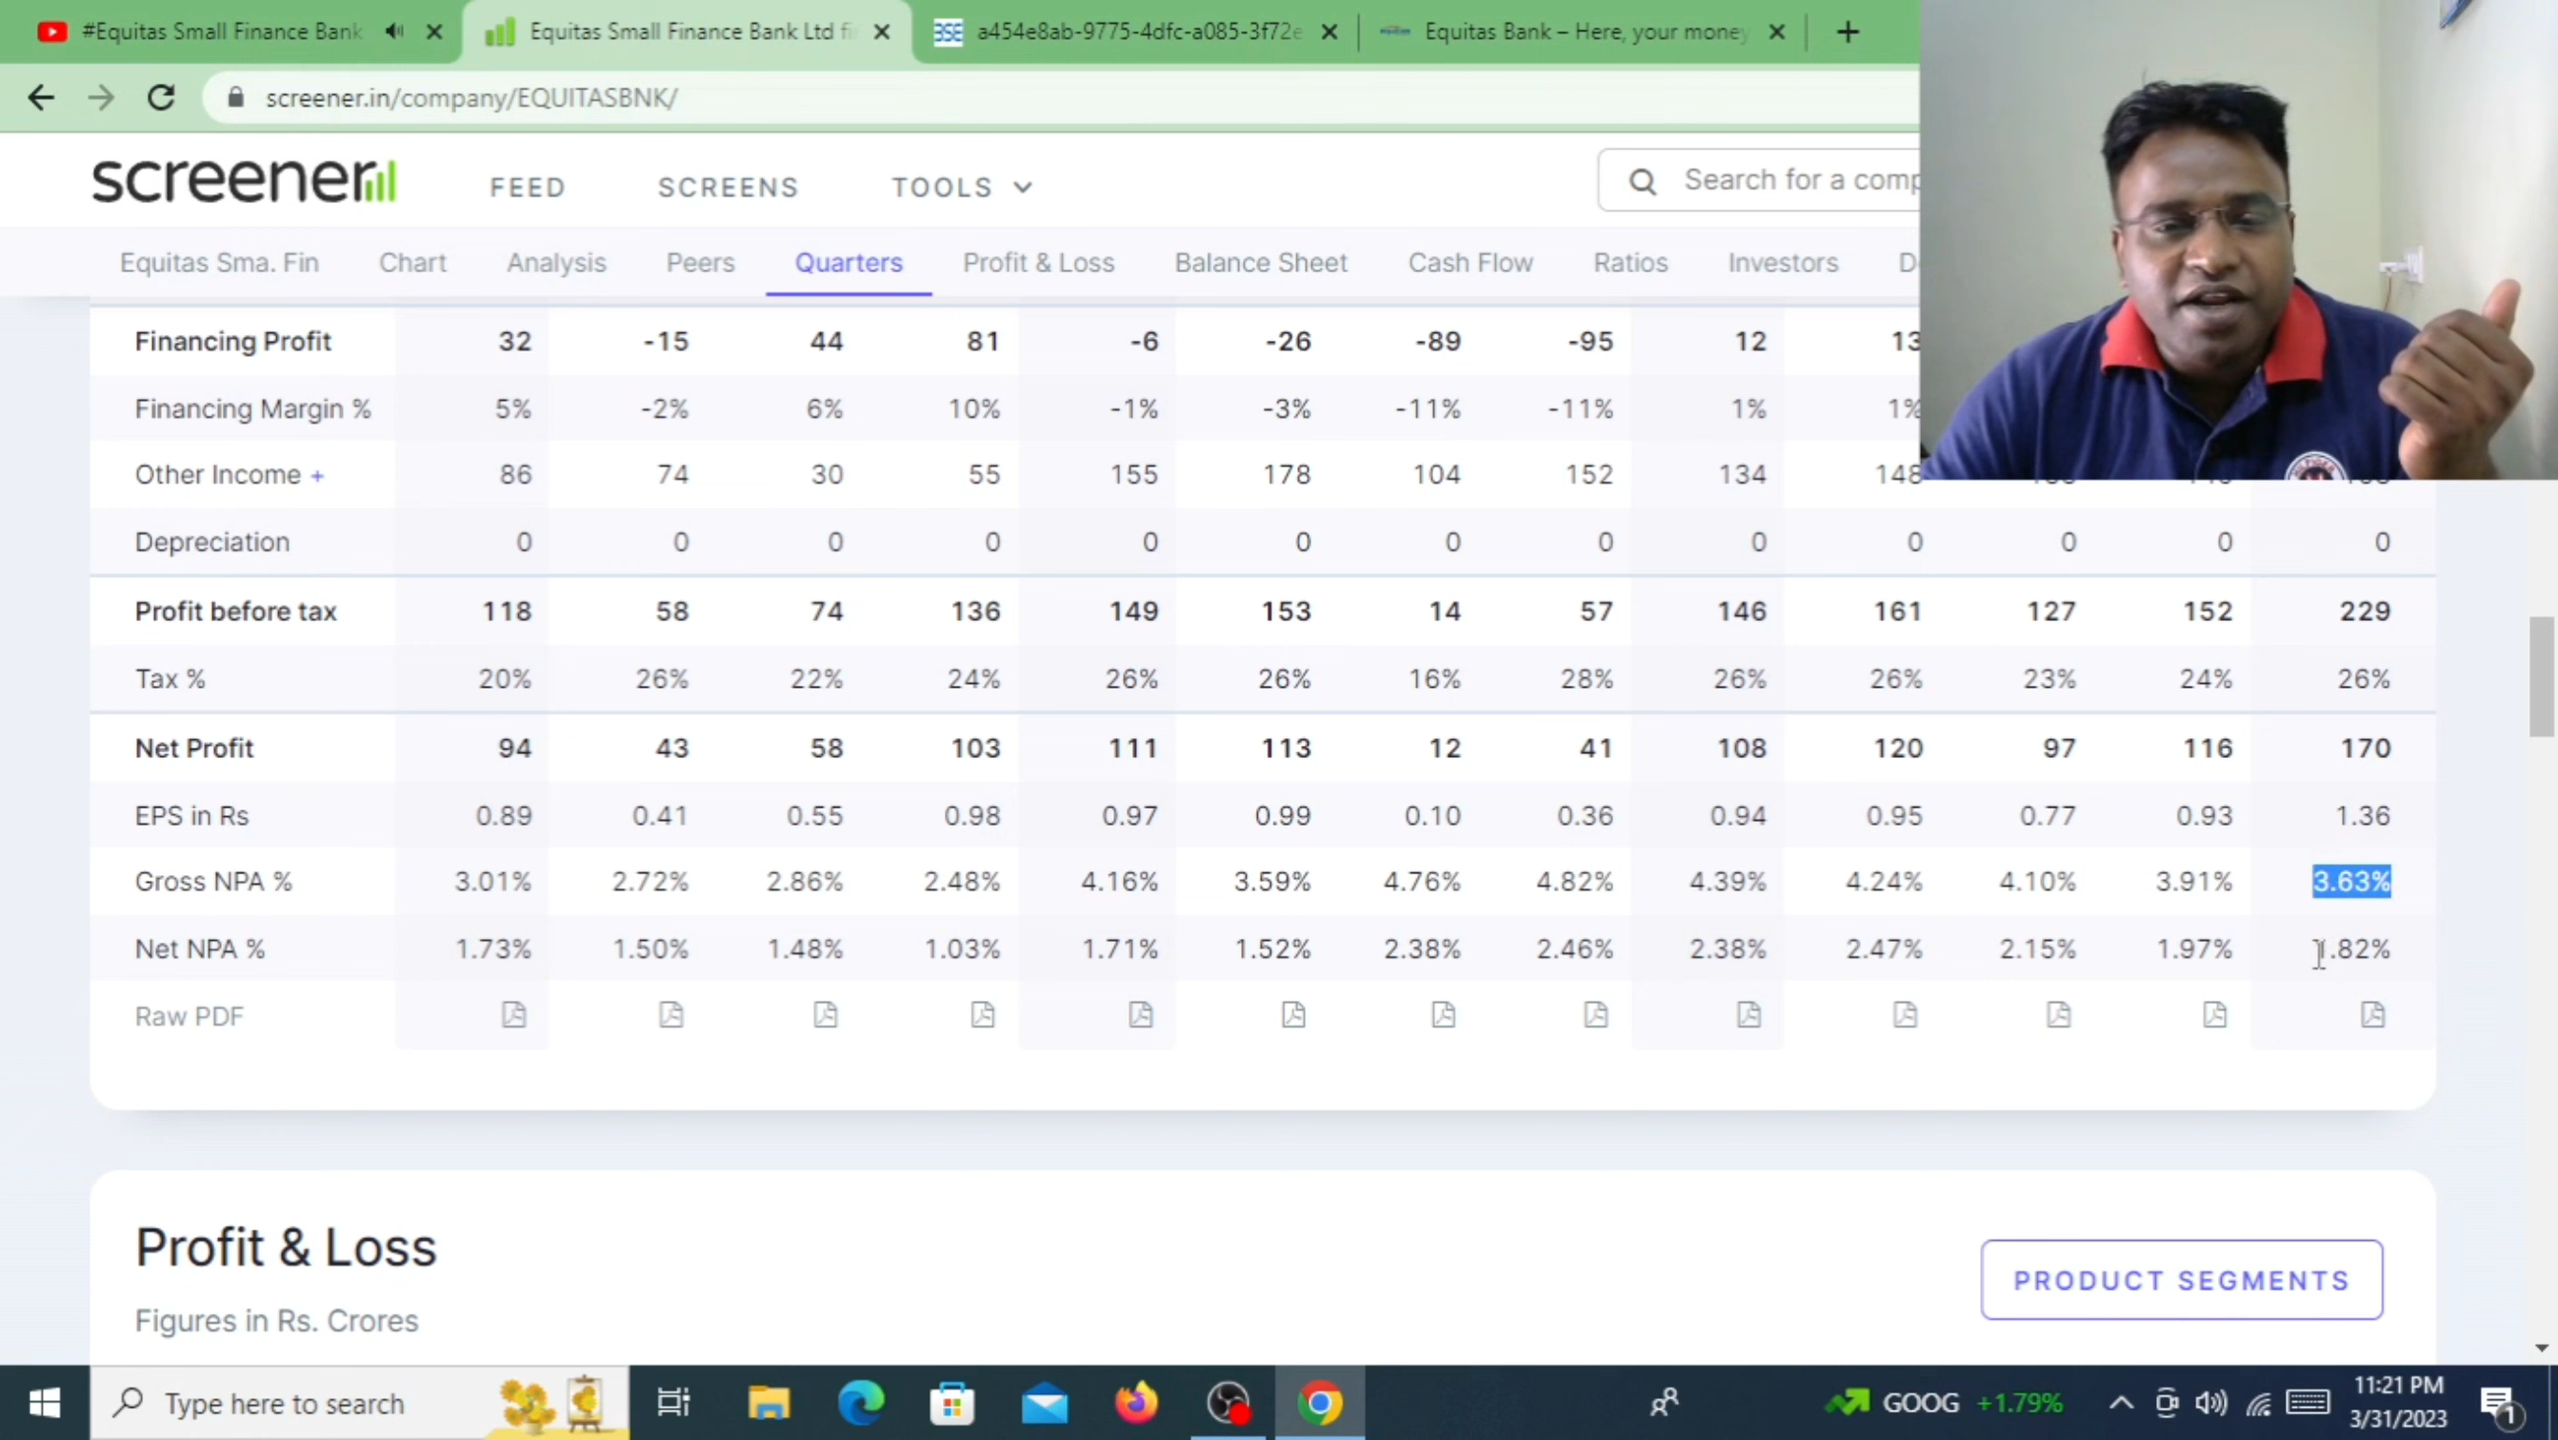 #Equitas Small Finance Bank
Equitas Small Finance Bank Ltd fi
BSE a454e8ab-9775-4dfc-a085-3f72e
Equitas Bank – Here, your money
screener.in/company/EQUITASBNK/
screener FEED SCREENS TOOLS
Search for a comp
Equitas Sma. Fin Chart Analysis Peers Quarters Profit & Loss Balance Sheet Cash Flow Ratios Investors D
Financing Profit 32 -15 44 81 -6 -26 -89 -95 12 13
Financing Margin % 5% -2% 6% 10% -1% -3% -11% -11% 1% 1%
Other Income + 86 74 30 55 155 178 104 152 134 148
Depreciation 0 0 0 0 0 0 0 0 0 0 0 0 0
Profit before tax 118 58 74 136 149 153 14 57 146 161 127 152 229
Tax % 20% 26% 22% 24% 26% 26% 16% 28% 26% 26% 23% 24% 26%
Net Profit 94 43 58 103 111 113 12 41 108 120 97 116 170
EPS in Rs 0.89 0.41 0.55 0.98 0.97 0.99 0.10 0.36 0.94 0.95 0.77 0.93 1.36
Gross NPA % 3.01% 2.72% 2.86% 2.48% 4.16% 3.59% 4.76% 4.82% 4.39% 4.24% 4.10% 3.91% 3.63%
Net NPA % 1.73% 1.50% 1.48% 1.03% 1.71% 1.52% 2.38% 2.46% 2.38% 2.47% 2.15% 1.97% 1.82%
Raw PDF
Profit & Loss
PRODUCT SEGMENTS
Figures in Rs. Crores
Type here to search
GOOG +1.79%
11:21 PM
3/31/2023
1